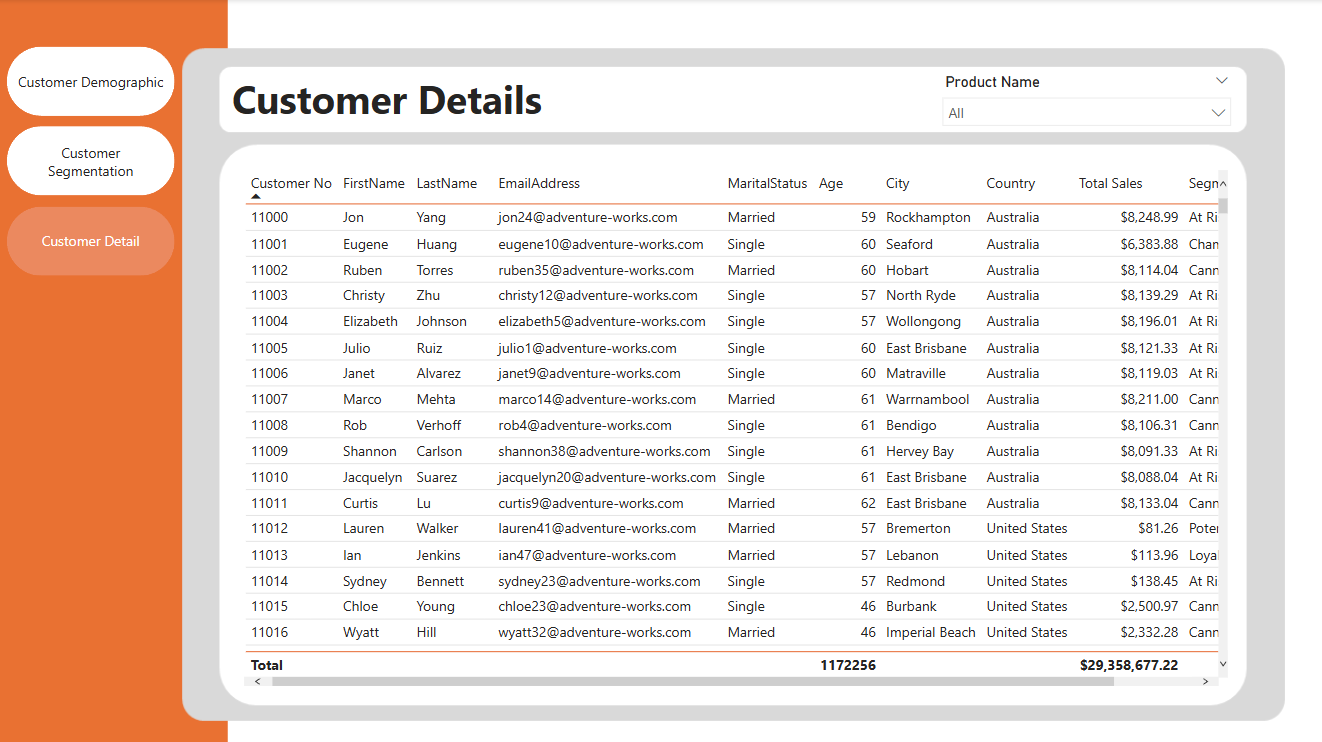 Customer Demographic
Customer
Segmentation
Customer Detail
Customer Details
Product Name
All
Customer No FirstName LastName EmailAddress MaritalStatus Age City Country Total Sales Segm
11000 Jon Yang jon24@adventure-works.com Married 59 Rockhampton Australia $8,248.99 At Ri
11001 Eugene Huang eugene10@adventure-works.com Single 60 Seaford Australia $6,383.88 Cham
11002 Ruben Torres ruben35@adventure-works.com Married 60 Hobart Australia $8,114.04 Cann
11003 Christy Zhu christy12@adventure-works.com Single 57 North Ryde Australia $8,139.29 At Ri
11004 Elizabeth Johnson elizabeth5@adventure-works.com Single 57 Wollongong Australia $8,196.01 At Ri
11005 Julio Ruiz julio1@adventure-works.com Single 60 East Brisbane Australia $8,121.33 At Ri
11006 Janet Alvarez janet9@adventure-works.com Single 60 Matraville Australia $8,119.03 At Ri
11007 Marco Mehta marco14@adventure-works.com Married 61 Warrnambool Australia $8,211.00 Cann
11008 Rob Verhoff rob4@adventure-works.com Single 61 Bendigo Australia $8,106.31 Cann
11009 Shannon Carlson shannon38@adventure-works.com Single 61 Hervey Bay Australia $8,091.33 At Ri
11010 Jacquelyn Suarez jacquelyn20@adventure-works.com Single 61 East Brisbane Australia $8,088.04 At Ri
11011 Curtis Lu curtis9@adventure-works.com Married 62 East Brisbane Australia $8,133.04 Cann
11012 Lauren Walker lauren41@adventure-works.com Married 57 Bremerton United States $81.26 Poter
11013 Ian Jenkins ian47@adventure-works.com Married 57 Lebanon United States $113.96 Loyal
11014 Sydney Bennett sydney23@adventure-works.com Single 57 Redmond United States $138.45 At Ri
11015 Chloe Young chloe23@adventure-works.com Single 46 Burbank United States $2,500.97 Cann
11016 Wyatt Hill wyatt32@adventure-works.com Married 46 Imperial Beach United States $2,332.28 Cann
Total 1172256 $29,358,677.22